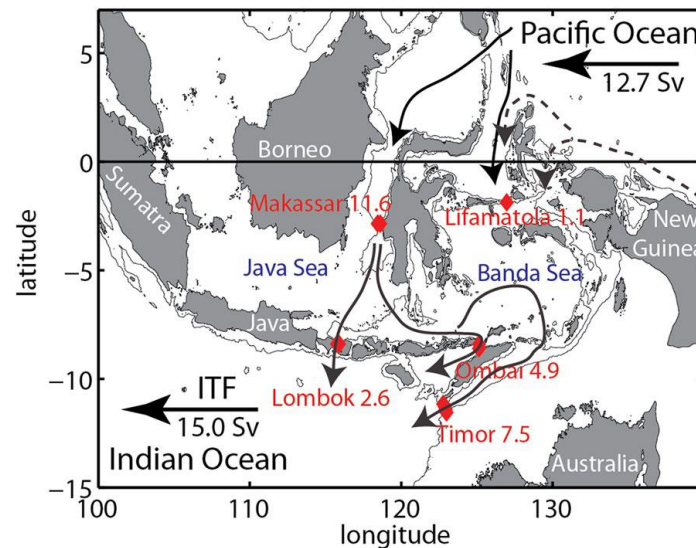 5
Pacific Ocean
12.7 Sv
Borneo
0
Sumatra
Makassar 11.6
Lifamatola 1.1
New
Guinea
latitude
Java Sea
Banda Sea
−5
Java
−10
ITF
Ombai 4.9
Lombok 2.6
15.0 Sv
Timor 7.5
Indian Ocean
Australia
−15
100
110
120
130
longitude